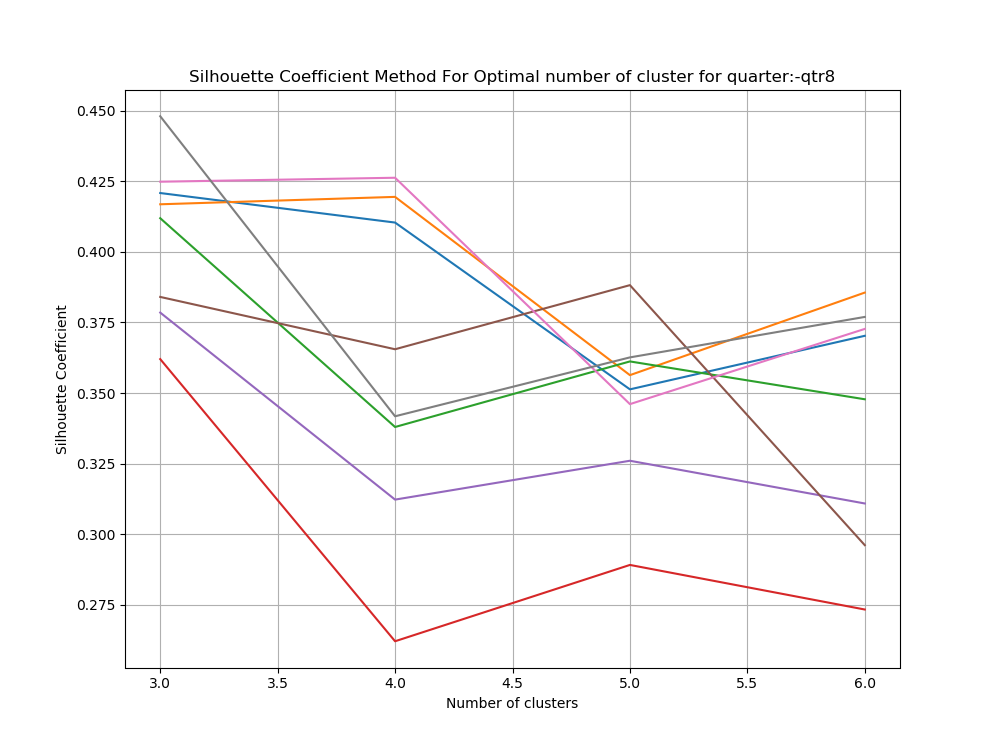 Silhouette Coefficient Method For Optimal number of cluster for quarter:-qtr8
Silhouette Coefficient
0.450
0.425
0.400
0.375
0.350
0.325
0.300
0.275
3.0 3.5 4.0 4.5 5.0 5.5 6.0
Number of clusters